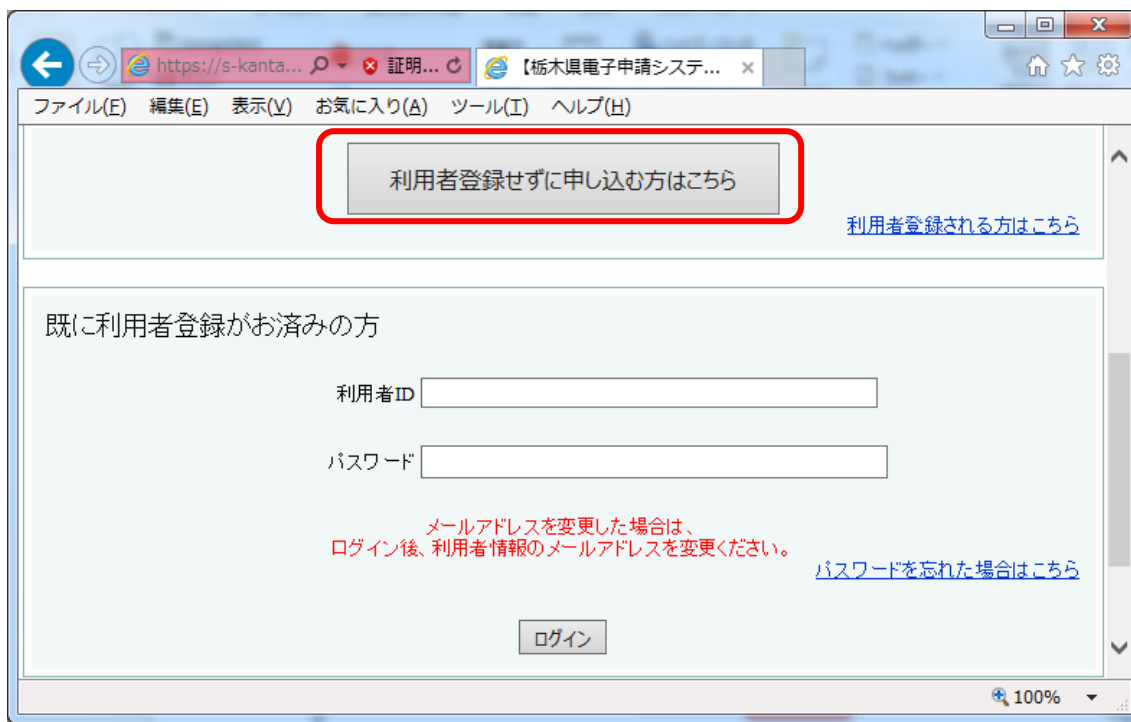 https://s-kanta...
証明...
【栃木県電子申請システ...
ファイル(F) 編集(E) 表示(V) お気に入り(A) ツール(T) ヘルプ(H)
利用者登録せずに申し込む方はこちら
利用者登録される方はこちら
既に利用者登録がお済みの方
利用者ID
パスワード
メールアドレスを変更した場合は、
ログイン後、利用者情報のメールアドレスを変更ください。
パスワードを忘れた場合はこちら
ログイン
100%